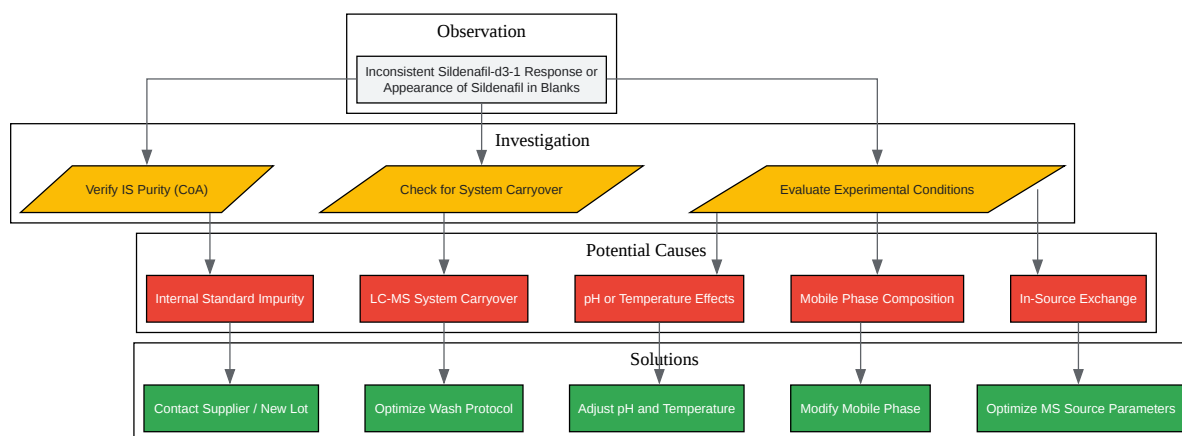 Observation
Inconsistent Sildenafil-d3-1 Response or
Appearance of Sildenafil in Blanks
Investigation
Verify IS Purity (CoA)
Check for System Carryover
Evaluate Experimental Conditions
Potential Causes
Internal Standard Impurity
LC-MS System Carryover
pH or Temperature Effects
Mobile Phase Composition
In-Source Exchange
Solutions
Contact Supplier / New Lot
Optimize Wash Protocol
Adjust pH and Temperature
Modify Mobile Phase
Optimize MS Source Parameters